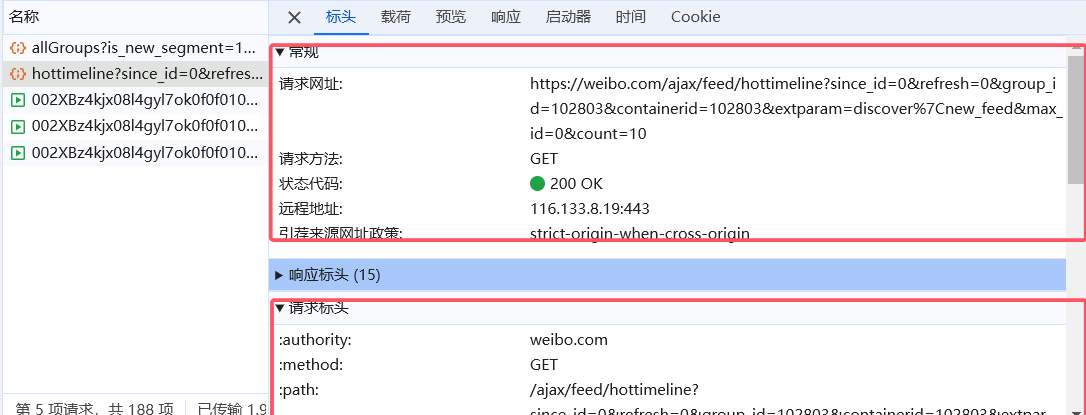 名称
标头 负载 预览 响应 启动器 时间 Cookie
allGroups?is_new_segment=1...
hottimeline?since_id=0&refres...
002XBz4kjx08l4gyl7ok0f0f010...
002XBz4kjx08l4gyl7ok0f0f010...
002XBz4kjx08l4gyl7ok0f0f010...
第 5 项请求，共 188 项 已传输 1.9
常规
请求网址: https://weibo.com/ajax/feed/hottimeline?since_id=0&refresh=0&group_i
d=102803&containerid=102803&extparam=discover%7Cnew_feed&max_
id=0&count=10
请求方法: GET
状态代码: 200 OK
远程地址: 116.133.8.19:443
引荐来源网址政策: strict-origin-when-cross-origin
响应标头 (15)
请求标头
:authority: weibo.com
:method: GET
:path: /ajax/feed/hottimeline?
since_id=0&refresh=0&group_id=102803&containerid=102803&extpar